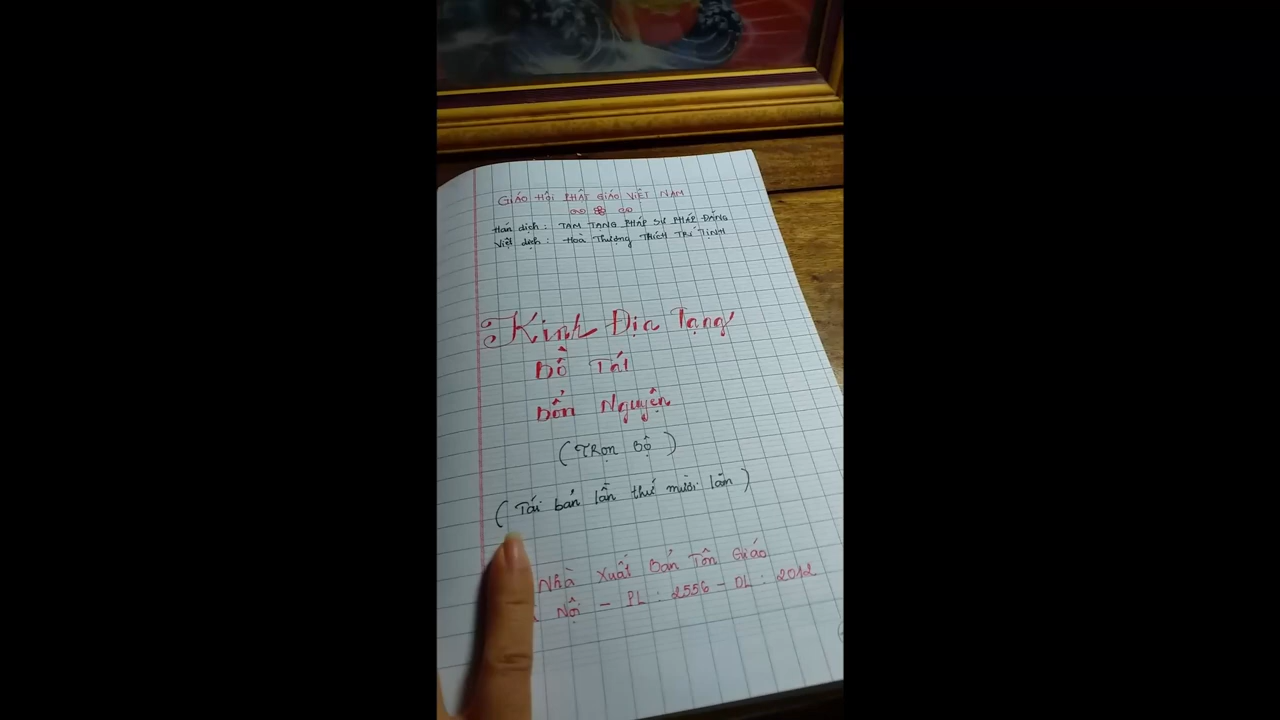 GIÁO HỘI PHẬT GIÁO VIỆT NAM
Hán dịch : TAM TẠNG PHÁP SƯ PHÁP ĐĂNG
Việt dịch : Hoà Thượng THÍCH TRÍ TỊNH
Kinh Địa Tạng
Bồ Tát
Bổn Nguyện
(TRỌN BỘ)
(Tái bản lần thứ mười lăm)
Nhà Xuất Bản Tôn Giáo
Nội - PL : 2556 - DL : 2012